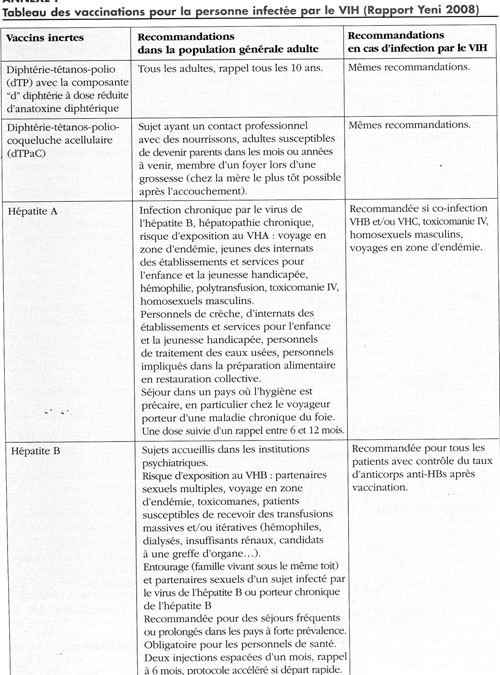 Tableau des vaccinations pour la personne infectée par le VIH (Rapport Yeni 2008)
Vaccins inertes
Recommandations
dans la population générale adulte
Recommandations
en cas d'infection par le VIH
Diphtérie-tétanos-polio
(dTP) avec la composante
"d" diphtérie à dose réduite
d'anatoxine diphtérique
Tous les adultes, rappel tous les 10 ans.
Mêmes recommandations.
Diphtérie-tétanos-polio-
coqueluche acellulaire
(dTPaC)
Sujet ayant un contact professionnel
avec des nourrissons, adultes susceptibles
de devenir parents dans les mois ou années
à venir, membre d'un foyer lors d'une
grossesse (chez la mère le plus tôt possible
après l'accouchement).
Mêmes recommandations.
Hépatite A
Infection chronique par le virus de
l'hépatite B, hépatopathie chronique,
risque d'exposition au VHA : voyage en
zone d'endémie, jeunes des internats
des établissements et services pour
l'enfance et la jeunesse handicapée,
hémophilie, polytransfusion, toxicomanie IV,
homosexuels masculins.
Personnels de crèche, d'internats des
établissements et services pour l'enfance
et la jeunesse handicapée, personnels
de traitement des eaux usées, personnels
impliqués dans la préparation alimentaire
en restauration collective.
Séjour dans un pays où l'hygiène est
précaire, en particulier chez le voyageur
porteur d'une maladie chronique du foie.
Une dose suivie d'un rappel entre 6 et 12 mois.
Recommandée si co-infection
VHB et/ou VHC, toxicomanie IV,
homosexuels masculins,
voyages en zone d'endémie.
Hépatite B
Sujets accueillis dans les institutions
psychiatriques.
Risque d'exposition au VHB : partenaires
sexuels multiples, voyage en zone
d'endémie, toxicomanes, patients
susceptibles de recevoir des transfusions
massives et/ou itératives (hémophiles,
dialysés, insuffisants rénaux, candidats
à une greffe d'organe…).
Entourage (famille vivant sous le même toit)
et partenaires sexuels d'un sujet infecté par
le virus de l'hépatite B ou porteur chronique
de l'hépatite B
Recommandée pour des séjours fréquents
ou prolongés dans les pays à forte prévalence.
Obligatoire pour les personnels de santé.
Deux injections espacées d'un mois, rappel
à 6 mois, protocole accéléré si départ rapide.
Recommandée pour tous les
patients avec contrôle du taux
d'anticorps anti-HBs après
vaccination.